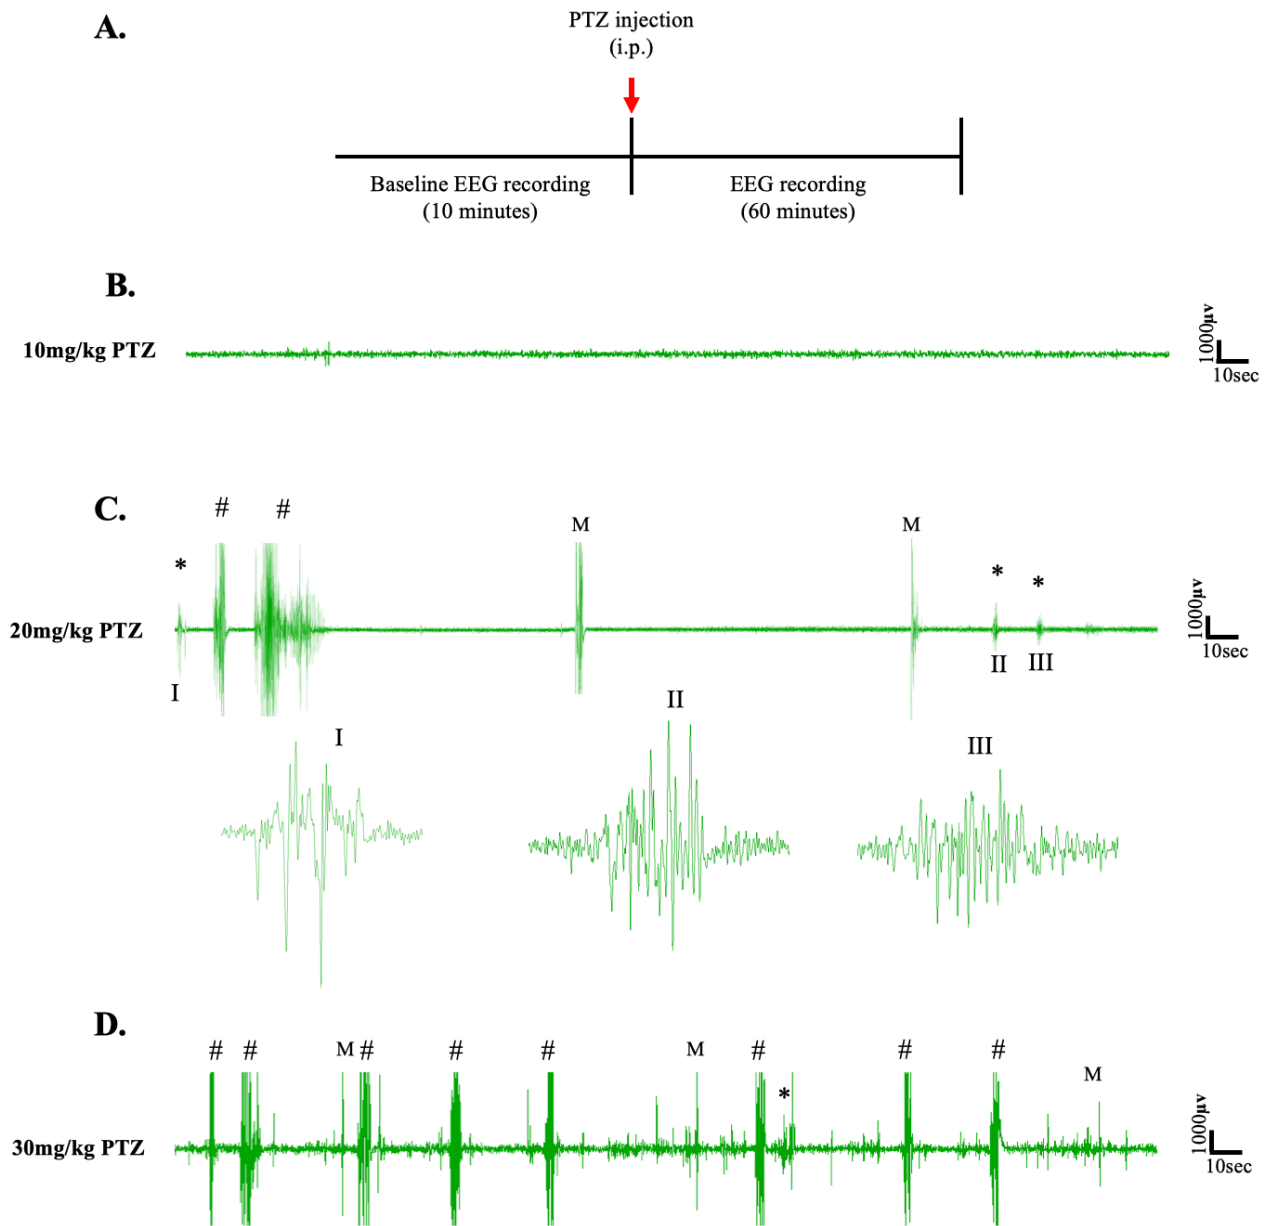 A.
PTZ injection
(i.p.)
Baseline EEG recording
(10 minutes)
EEG recording
(60 minutes)
B.
10mg/kg PTZ
1000μv
10sec
C.
# #
M M
* * *
20mg/kg PTZ
1000μv
10sec
I II III
I II III
D.
# # M # # # M # # # M
*
30mg/kg PTZ
1000μv
10sec